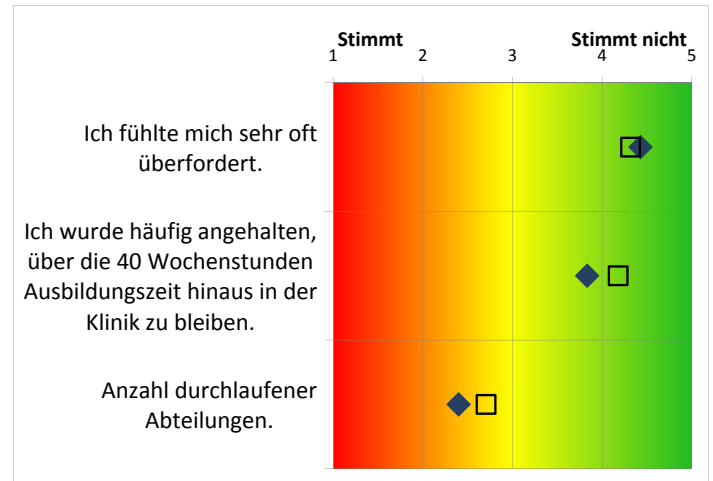 Stimmt Stimmt nicht
1 2 3 4 5
Ich fühlte mich sehr oft
überfordert.
Ich wurde häufig angehalten,
über die 40 Wochenstunden
Ausbildungszeit hinaus in der
Klinik zu bleiben.
Anzahl durchlaufener
Abteilungen.